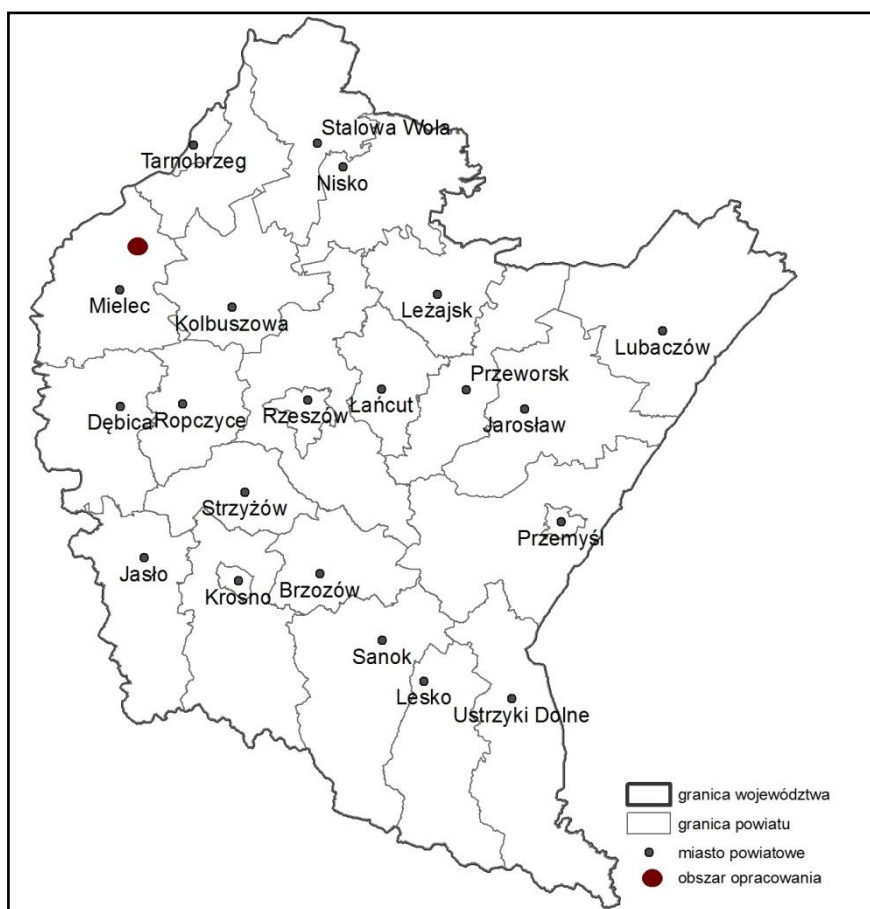 Stalowa Wola
Tarnobrzeg
Nisko
Mielec
Kolbuszowa
Leżajsk
Lubaczów
Przeworsk
Dębica
Ropczyce
Rzeszów
Łańcut
Jarosław
Strzyżów
Przemyśl
Jasło
Krosno
Brzozów
Sanok
Lesko
Ustrzyki Dolne
granica województwa
granica powiatu
miasto powiatowe
obszar opracowania